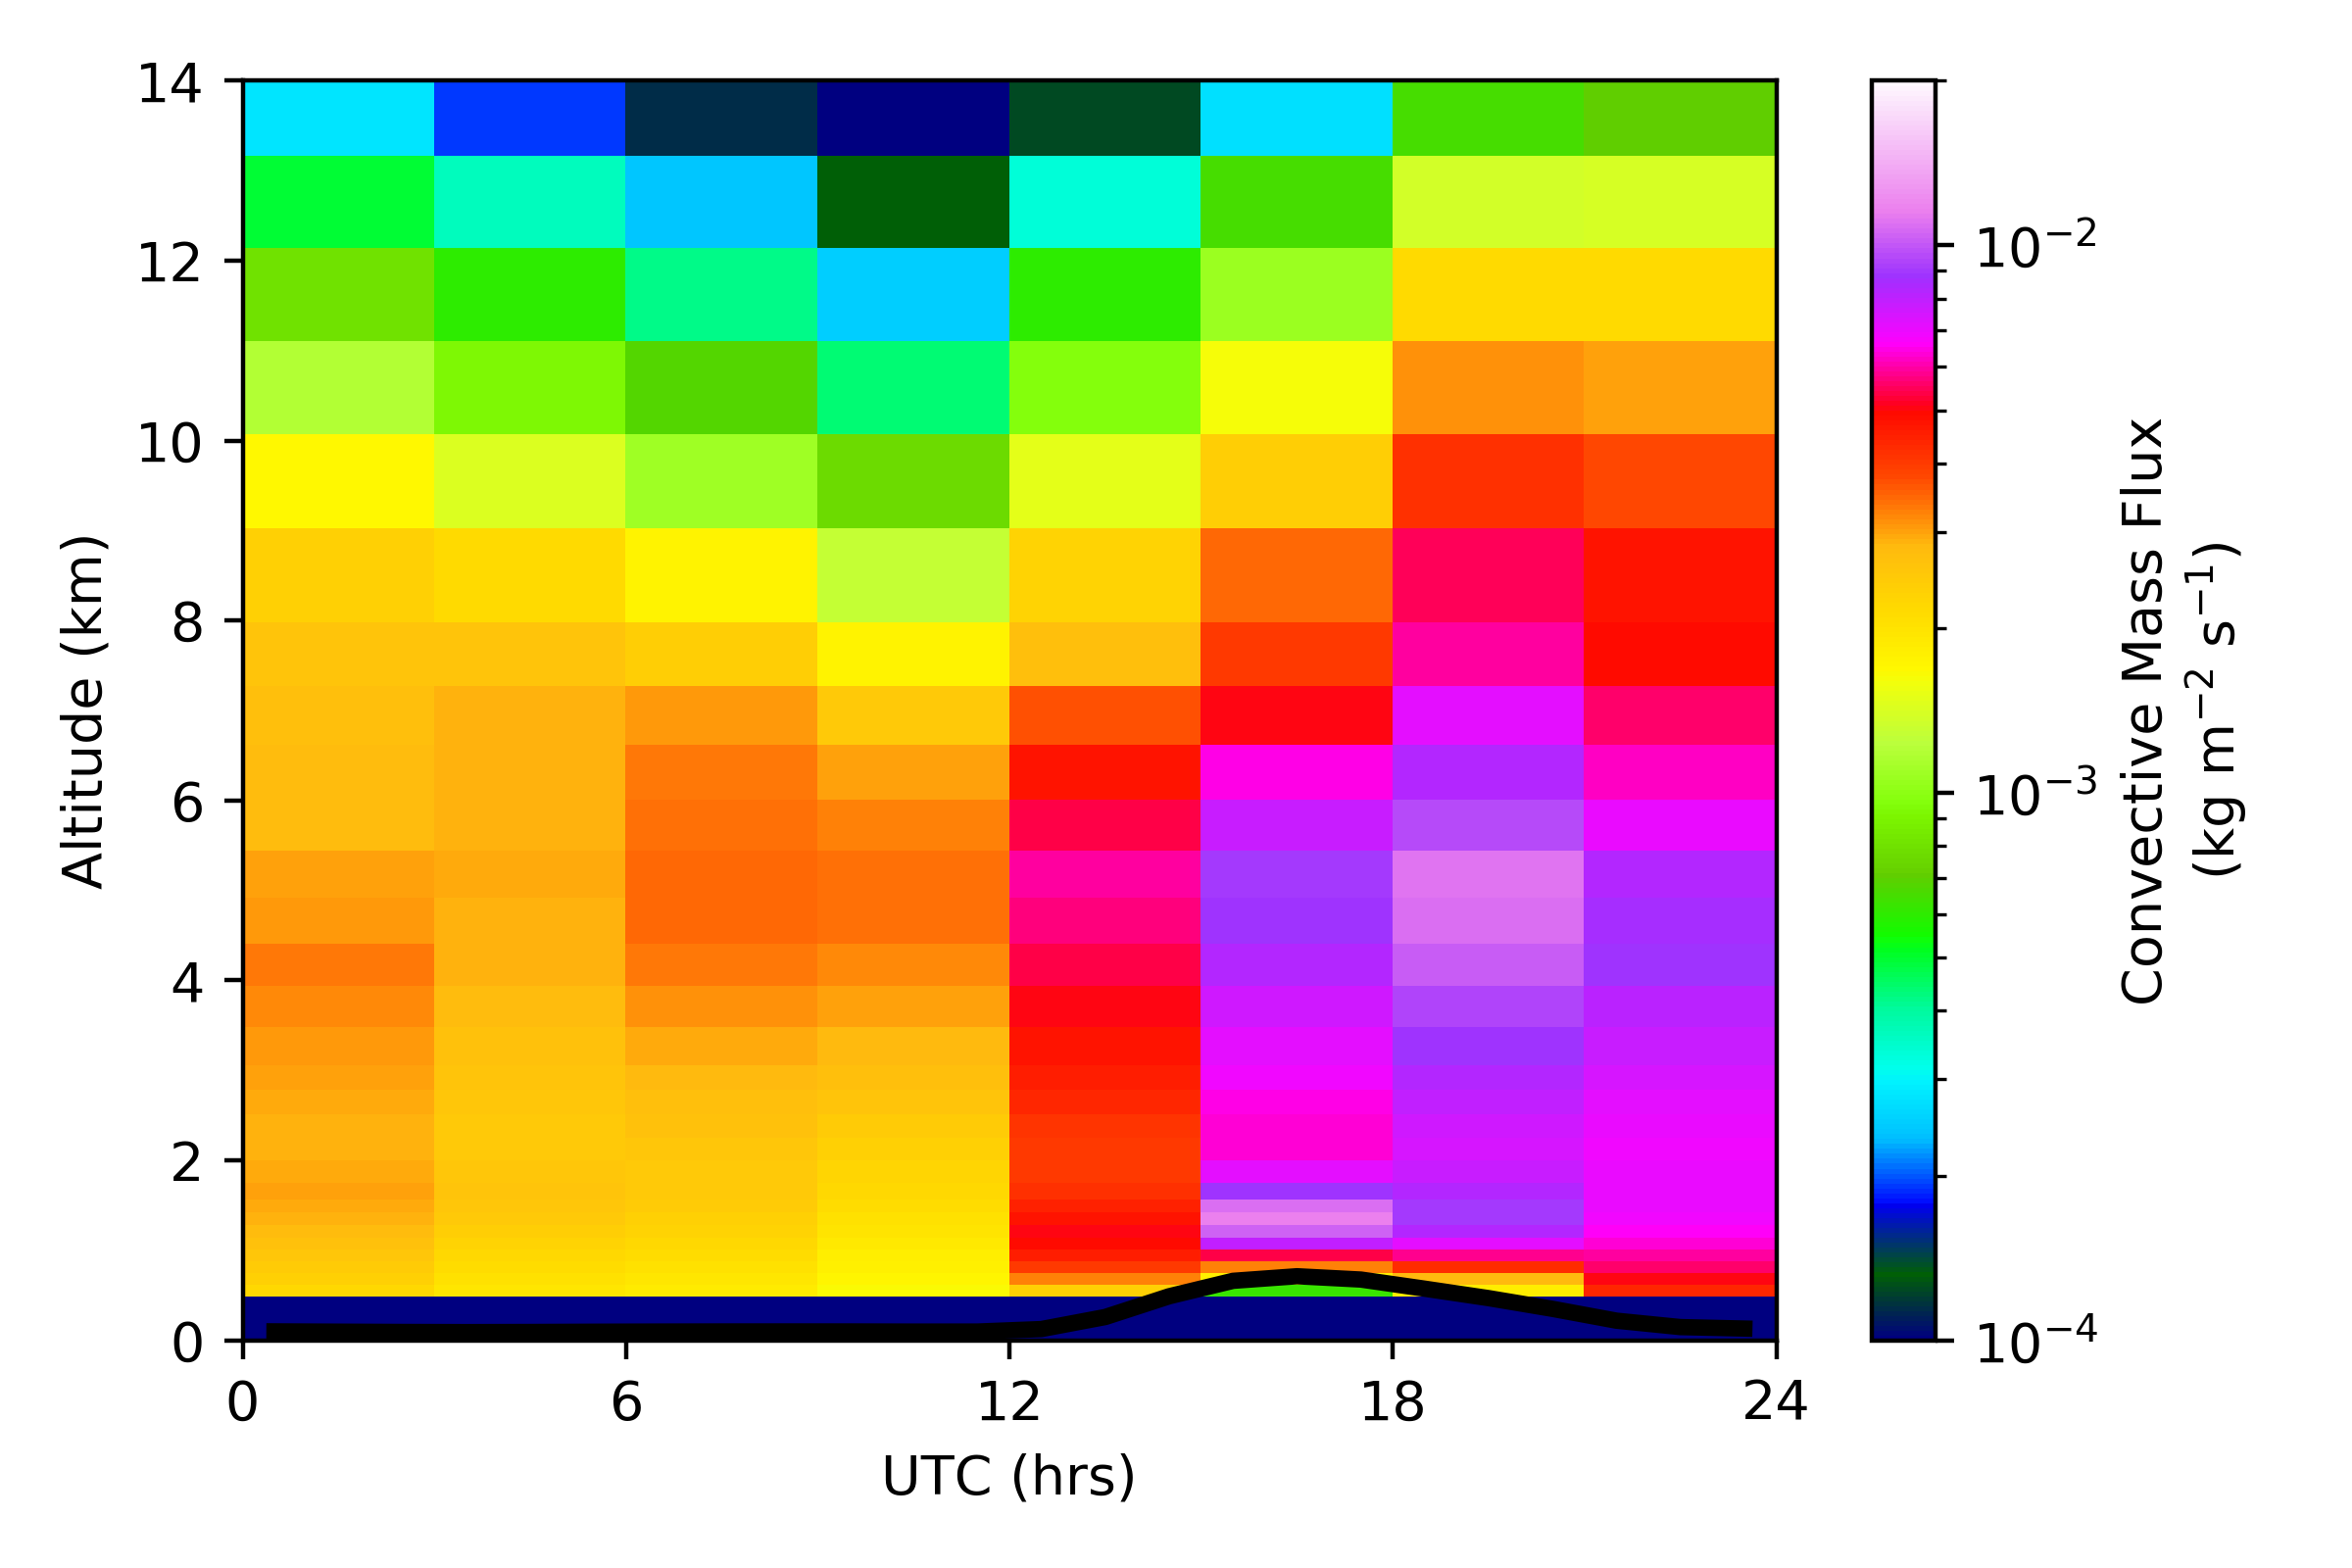 14
12
10
8
6
4
2
0
Altitude (km)
0 6 12 18 24
UTC (hrs)
10⁻²
10⁻³
10⁻⁴
Convective Mass Flux
(kg m⁻² s⁻¹)